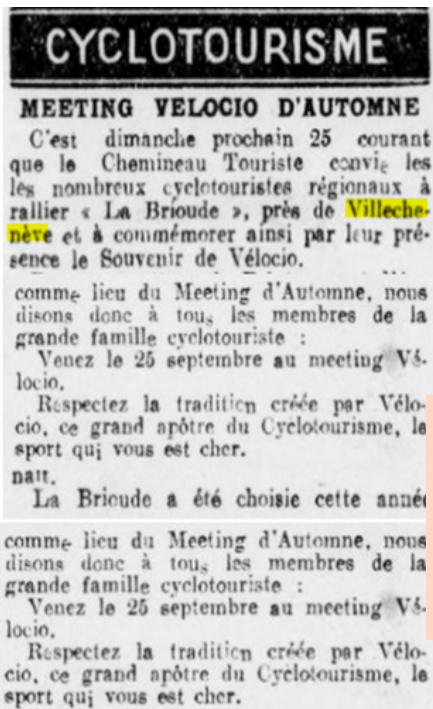 CYCLOTOURISME
MEETING VELOCIO D'AUTOMNE
C'est dimanche prochain 25 courant
que le Chemineau Touriste convie les
les nombreux cyclotouristes régionaux à
rallier « La Brioude », près de Villeche-
nève et à commémorer ainsi par leur pré-
sence le Souvenir de Vélocio.
comme lieu du Meeting d'Automne, nous
disons donc à tous les membres de la
grande famille cyclotouriste :
Venez le 25 septembre au meeting Vé-
locio.
Respectez la tradition créée par Vélo-
cio, ce grand apôtre du Cyclotourisme, le
sport qui vous est cher.
nait.
La Brioude a été choisie cette année
comme lieu du Meeting d'Automne, nous
disons donc à tous les membres de la
grande famille cyclotouriste :
Venez le 25 septembre au meeting Vé-
locio.
Respectez la tradition créée par Vélo-
cio, ce grand apôtre du Cyclotourisme, le
sport qui vous est cher.